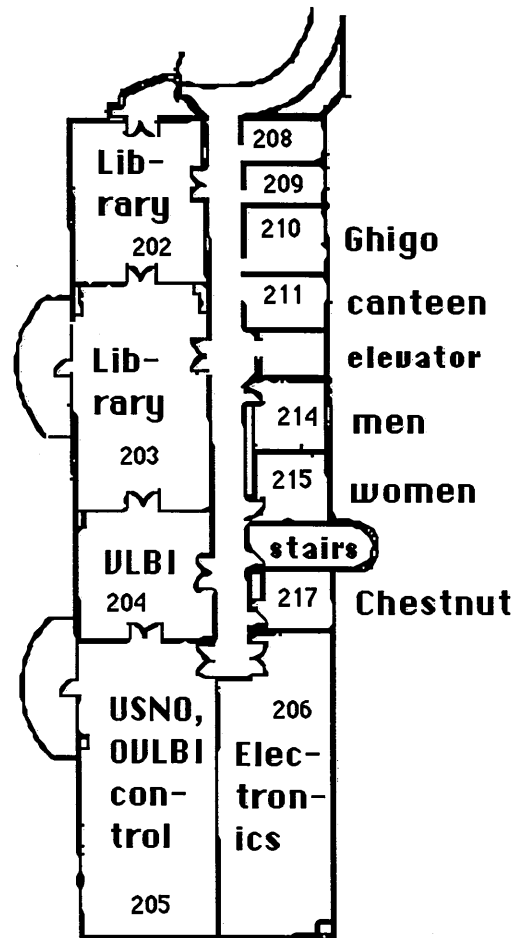 208
Lib-
rary
209
202
210
Ghigo
211
canteen
elevator
Lib-
rary
203
214
men
215
women
stairs
VLBI
204
217
Chestnut
USNO,
OVLBI
con-
trol
205
206
Elec-
tron-
ics